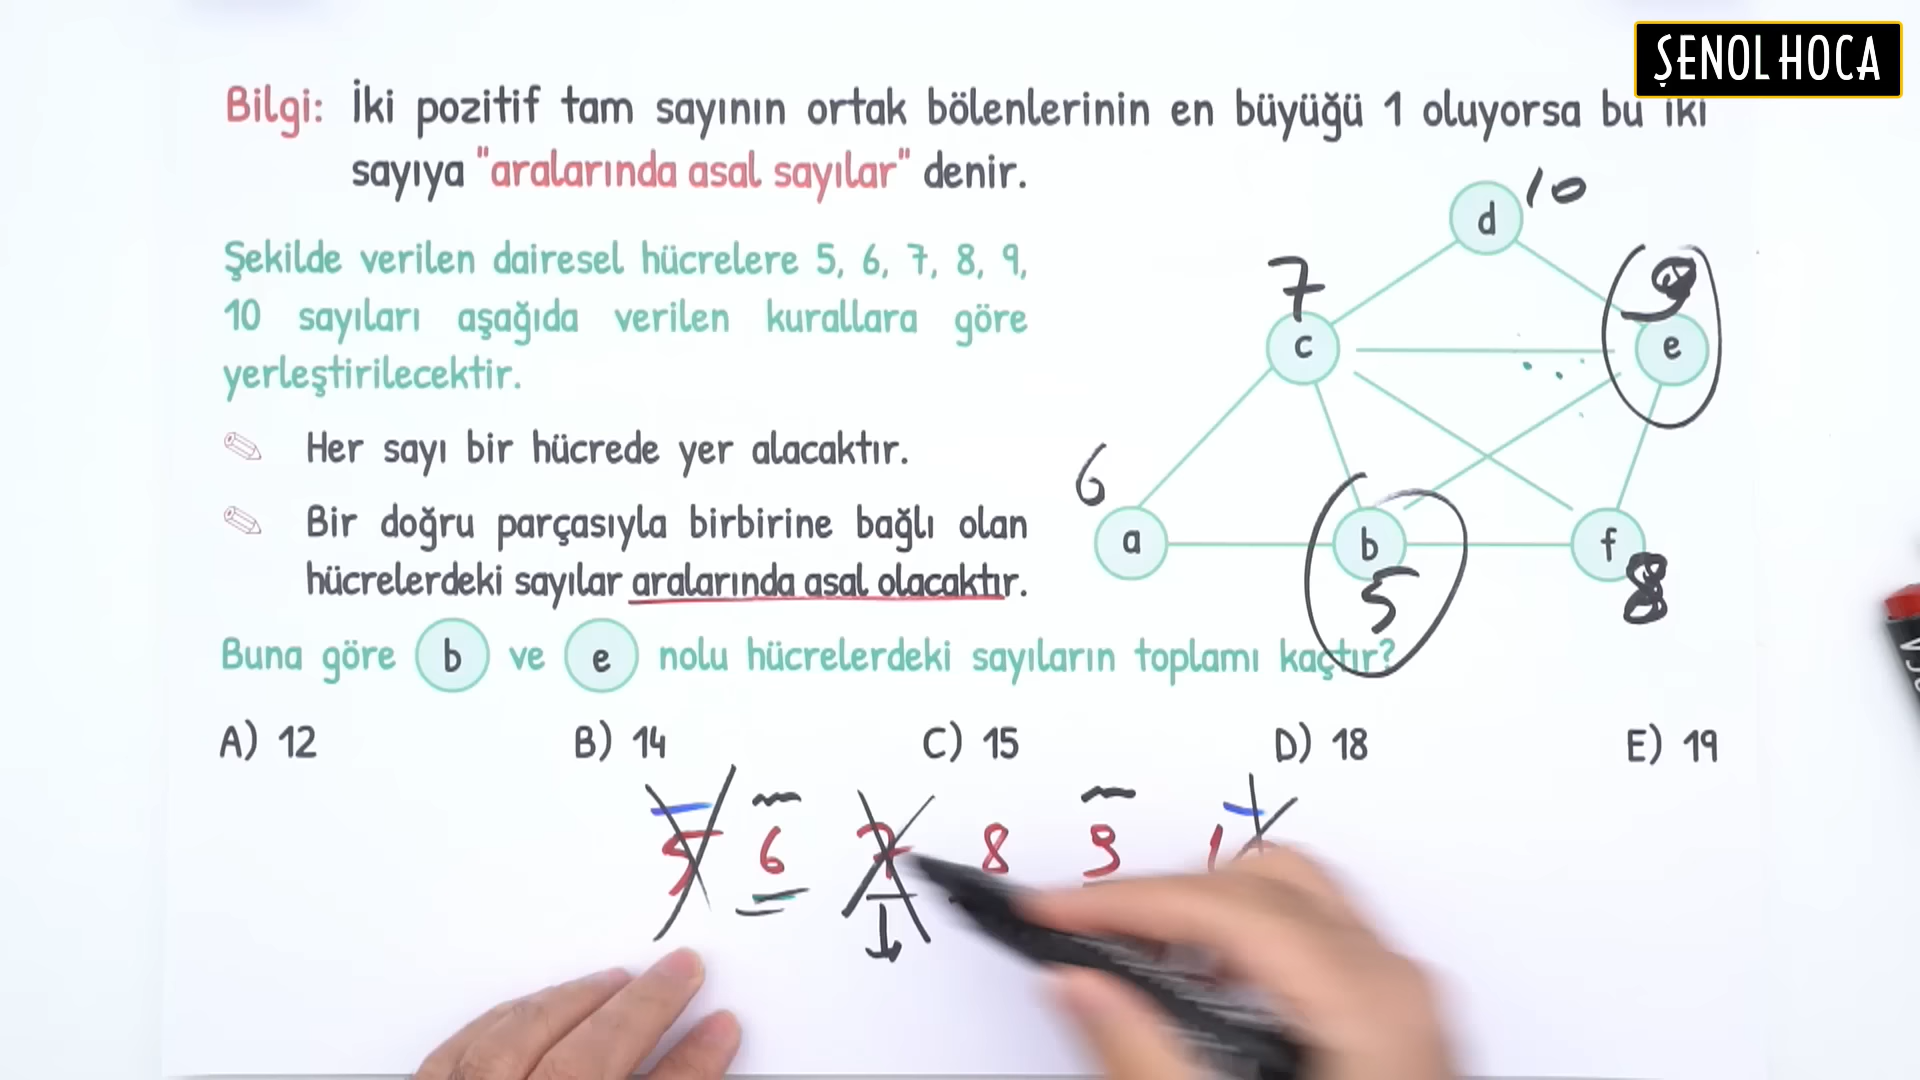 ŞENOL HOCA
Bilgi: İki pozitif tam sayının ortak bölenlerinin en büyüğü 1 oluyorsa bu iki
sayıya "aralarında asal sayılar" denir.
Şekilde verilen dairesel hücrelere 5, 6, 7, 8, 9,
10 sayıları aşağıda verilen kurallara göre
yerleştirilecektir.
Her sayı bir hücrede yer alacaktır.
Bir doğru parçasıyla birbirine bağlı olan
hücrelerdeki sayılar aralarında asal olacaktır.
d 10
7 9
c e
6
a b f
5 8
Buna göre b ve e nolu hücrelerdeki sayıların toplamı kaçtır?
A) 12 B) 14 C) 15 D) 18 E) 19
5 6 7 8 9